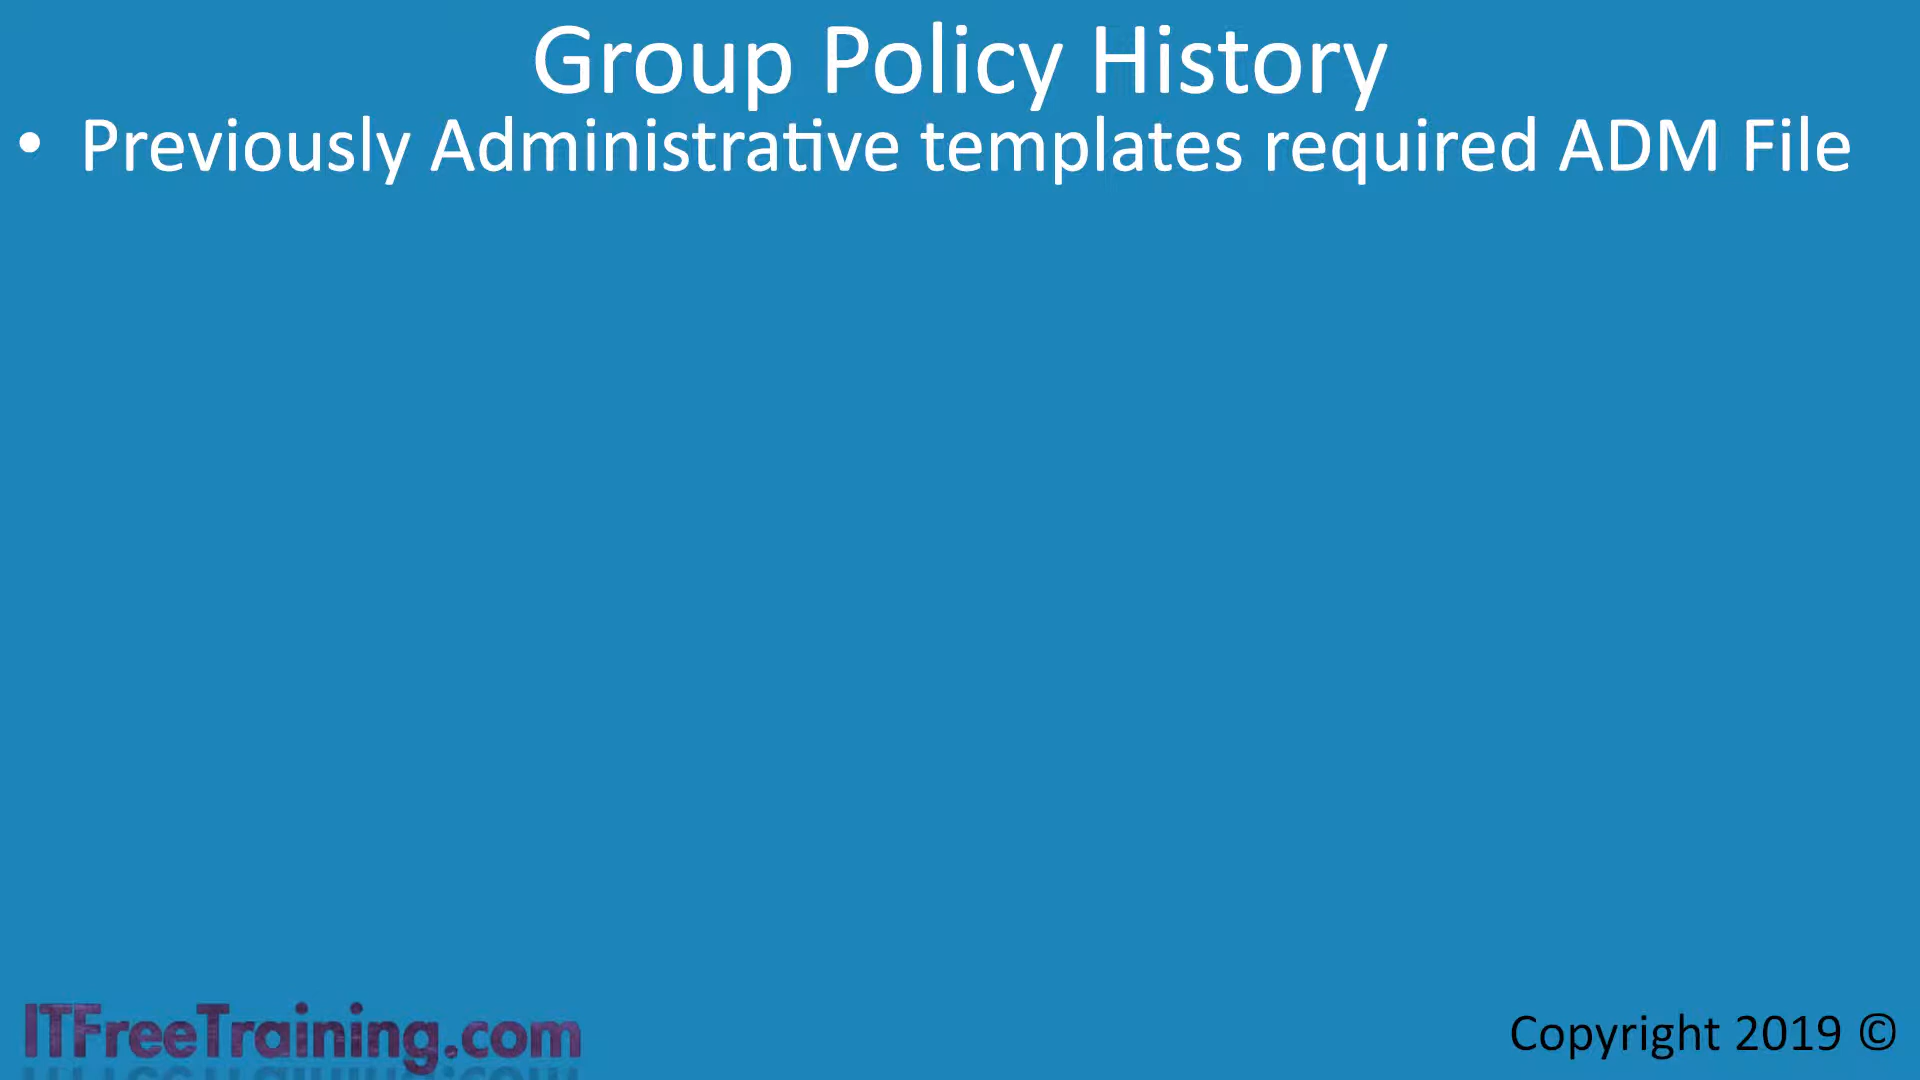 Group Policy History
• Previously Administrative templates required ADM File
ITFreeTraining.com
Copyright 2019 ©